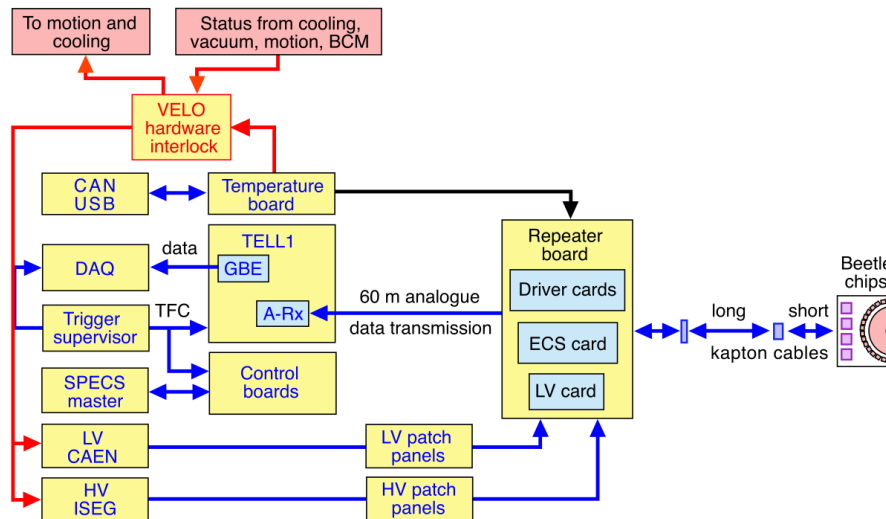 To motion and
cooling
Status from cooling,
vacuum, motion, BCM
VELO
hardware
interlock
CAN
USB
Temperature
board
TELL1
data
DAQ
GBE
A-Rx
60 m analogue
data transmission
Trigger
supervisor
TFC
SPECS
master
Control
boards
LV
CAEN
LV patch
panels
HV
ISEG
HV patch
panels
Repeater
board
Driver cards
ECS card
LV card
long
short
kapton cables
Beetle
chips